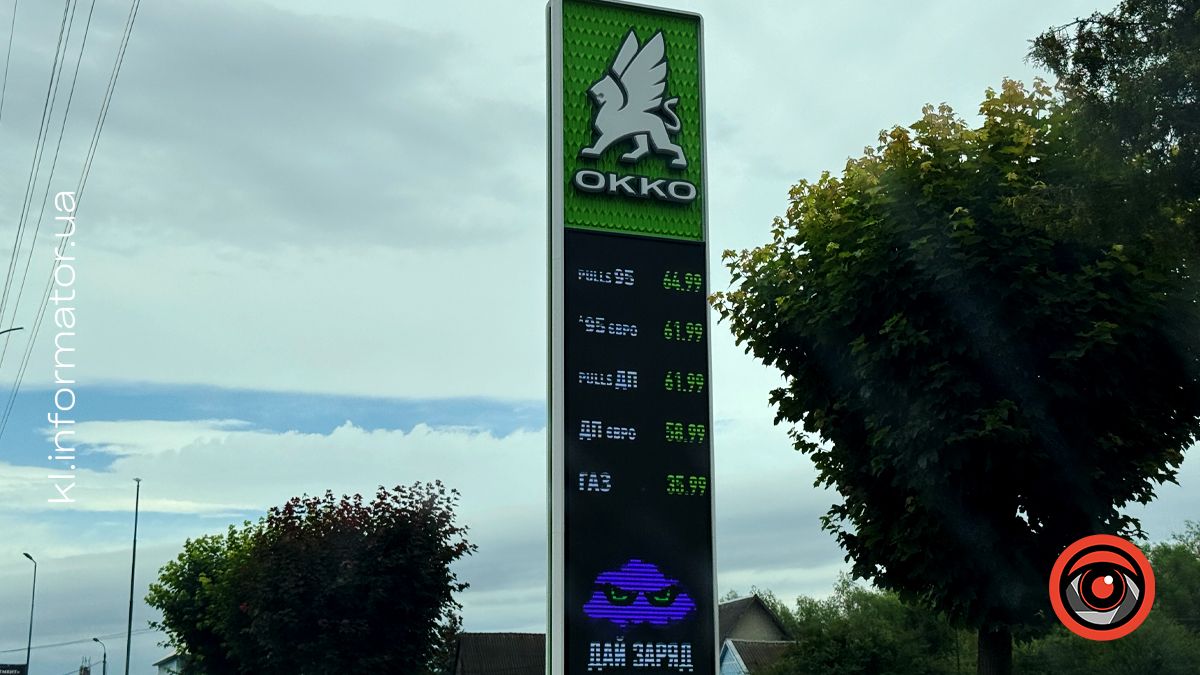 OKKO
PULLS 95 64.99
'95 ЄВРО 61.99
PULLS ДП 61.99
ДП ЄВРО 58.99
ГАЗ 35.99
ДАЙ ЗАРЯД
kl.informator.ua